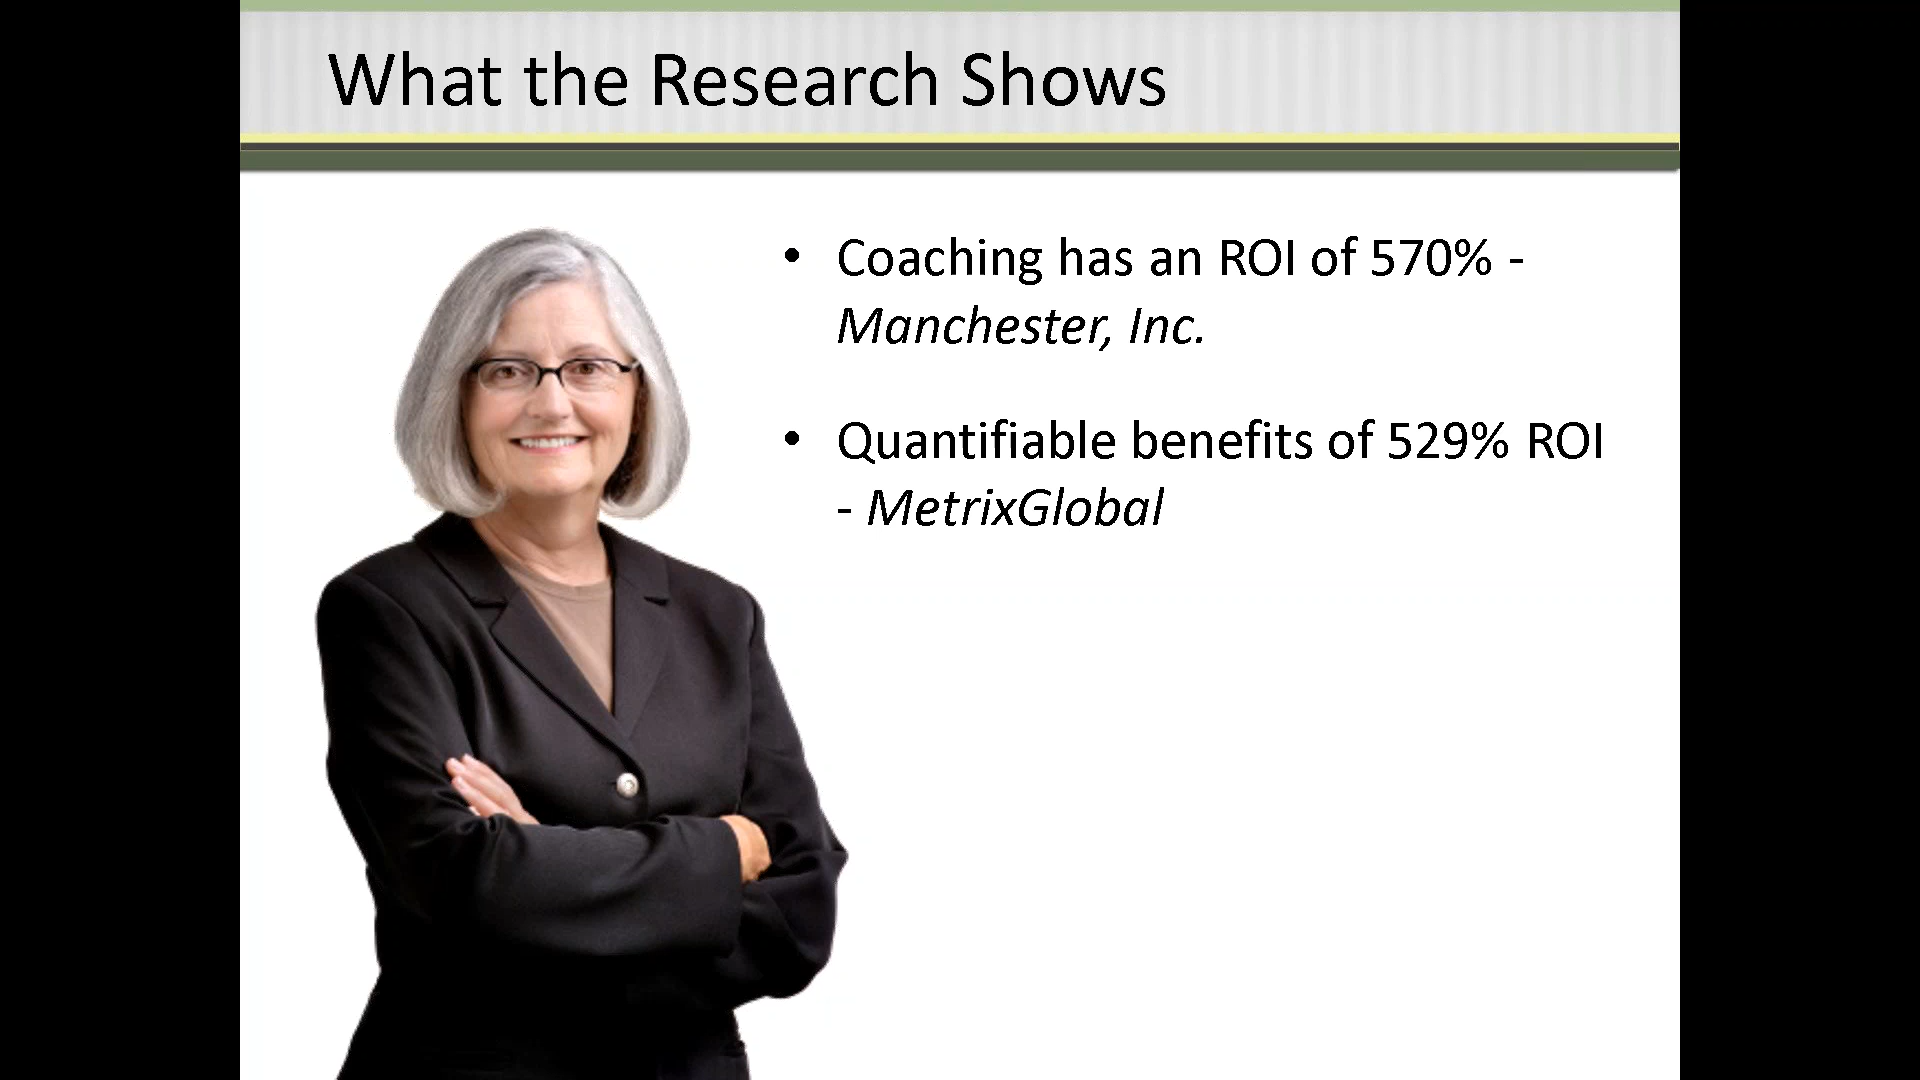 What the Research Shows
• Coaching has an ROI of 570% -
Manchester, Inc.
• Quantifiable benefits of 529% ROI
- MetrixGlobal